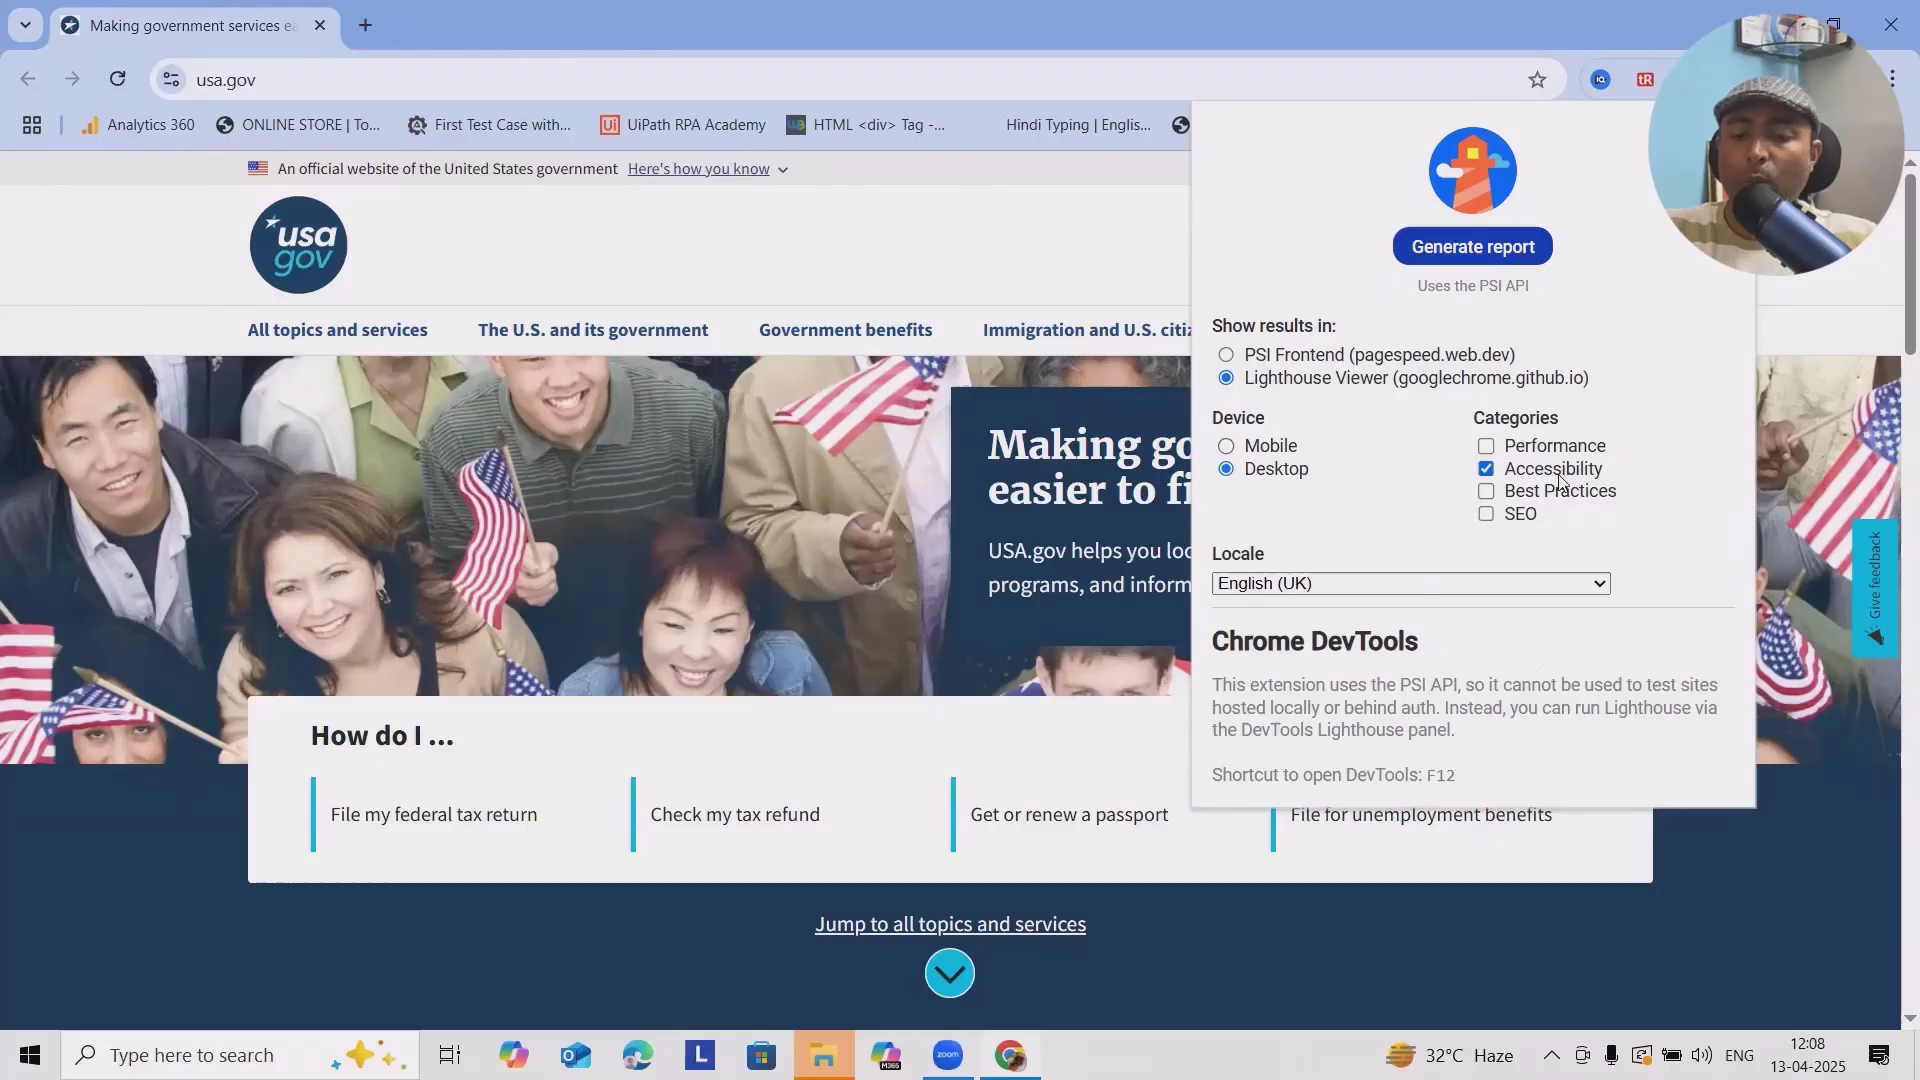 Making government services ea
usa.gov
Analytics 360
ONLINE STORE | To...
First Test Case with...
UiPath RPA Academy
HTML <div> Tag -...
Hindi Typing | Englis...
An official website of the United States government
Here's how you know
usa
gov
All topics and services
The U.S. and its government
Government benefits
Immigration and U.S. citiz
Making go
easier to fi
USA.gov helps you loc
programs, and inform
How do I ...
File my federal tax return
Check my tax refund
Get or renew a passport
File for unemployment benefits
Jump to all topics and services
Generate report
Uses the PSI API
Show results in:
PSI Frontend (pagespeed.web.dev)
Lighthouse Viewer (googlechrome.github.io)
Device
Mobile
Desktop
Categories
Performance
Accessibility
Best Practices
SEO
Locale
English (UK)
Chrome DevTools
This extension uses the PSI API, so it cannot be used to test sites
hosted locally or behind auth. Instead, you can run Lighthouse via
the DevTools Lighthouse panel.
Shortcut to open DevTools: F12
Give feedback
Type here to search
L
M365
zoom
32°C Haze
ENG
12:08
13-04-2025